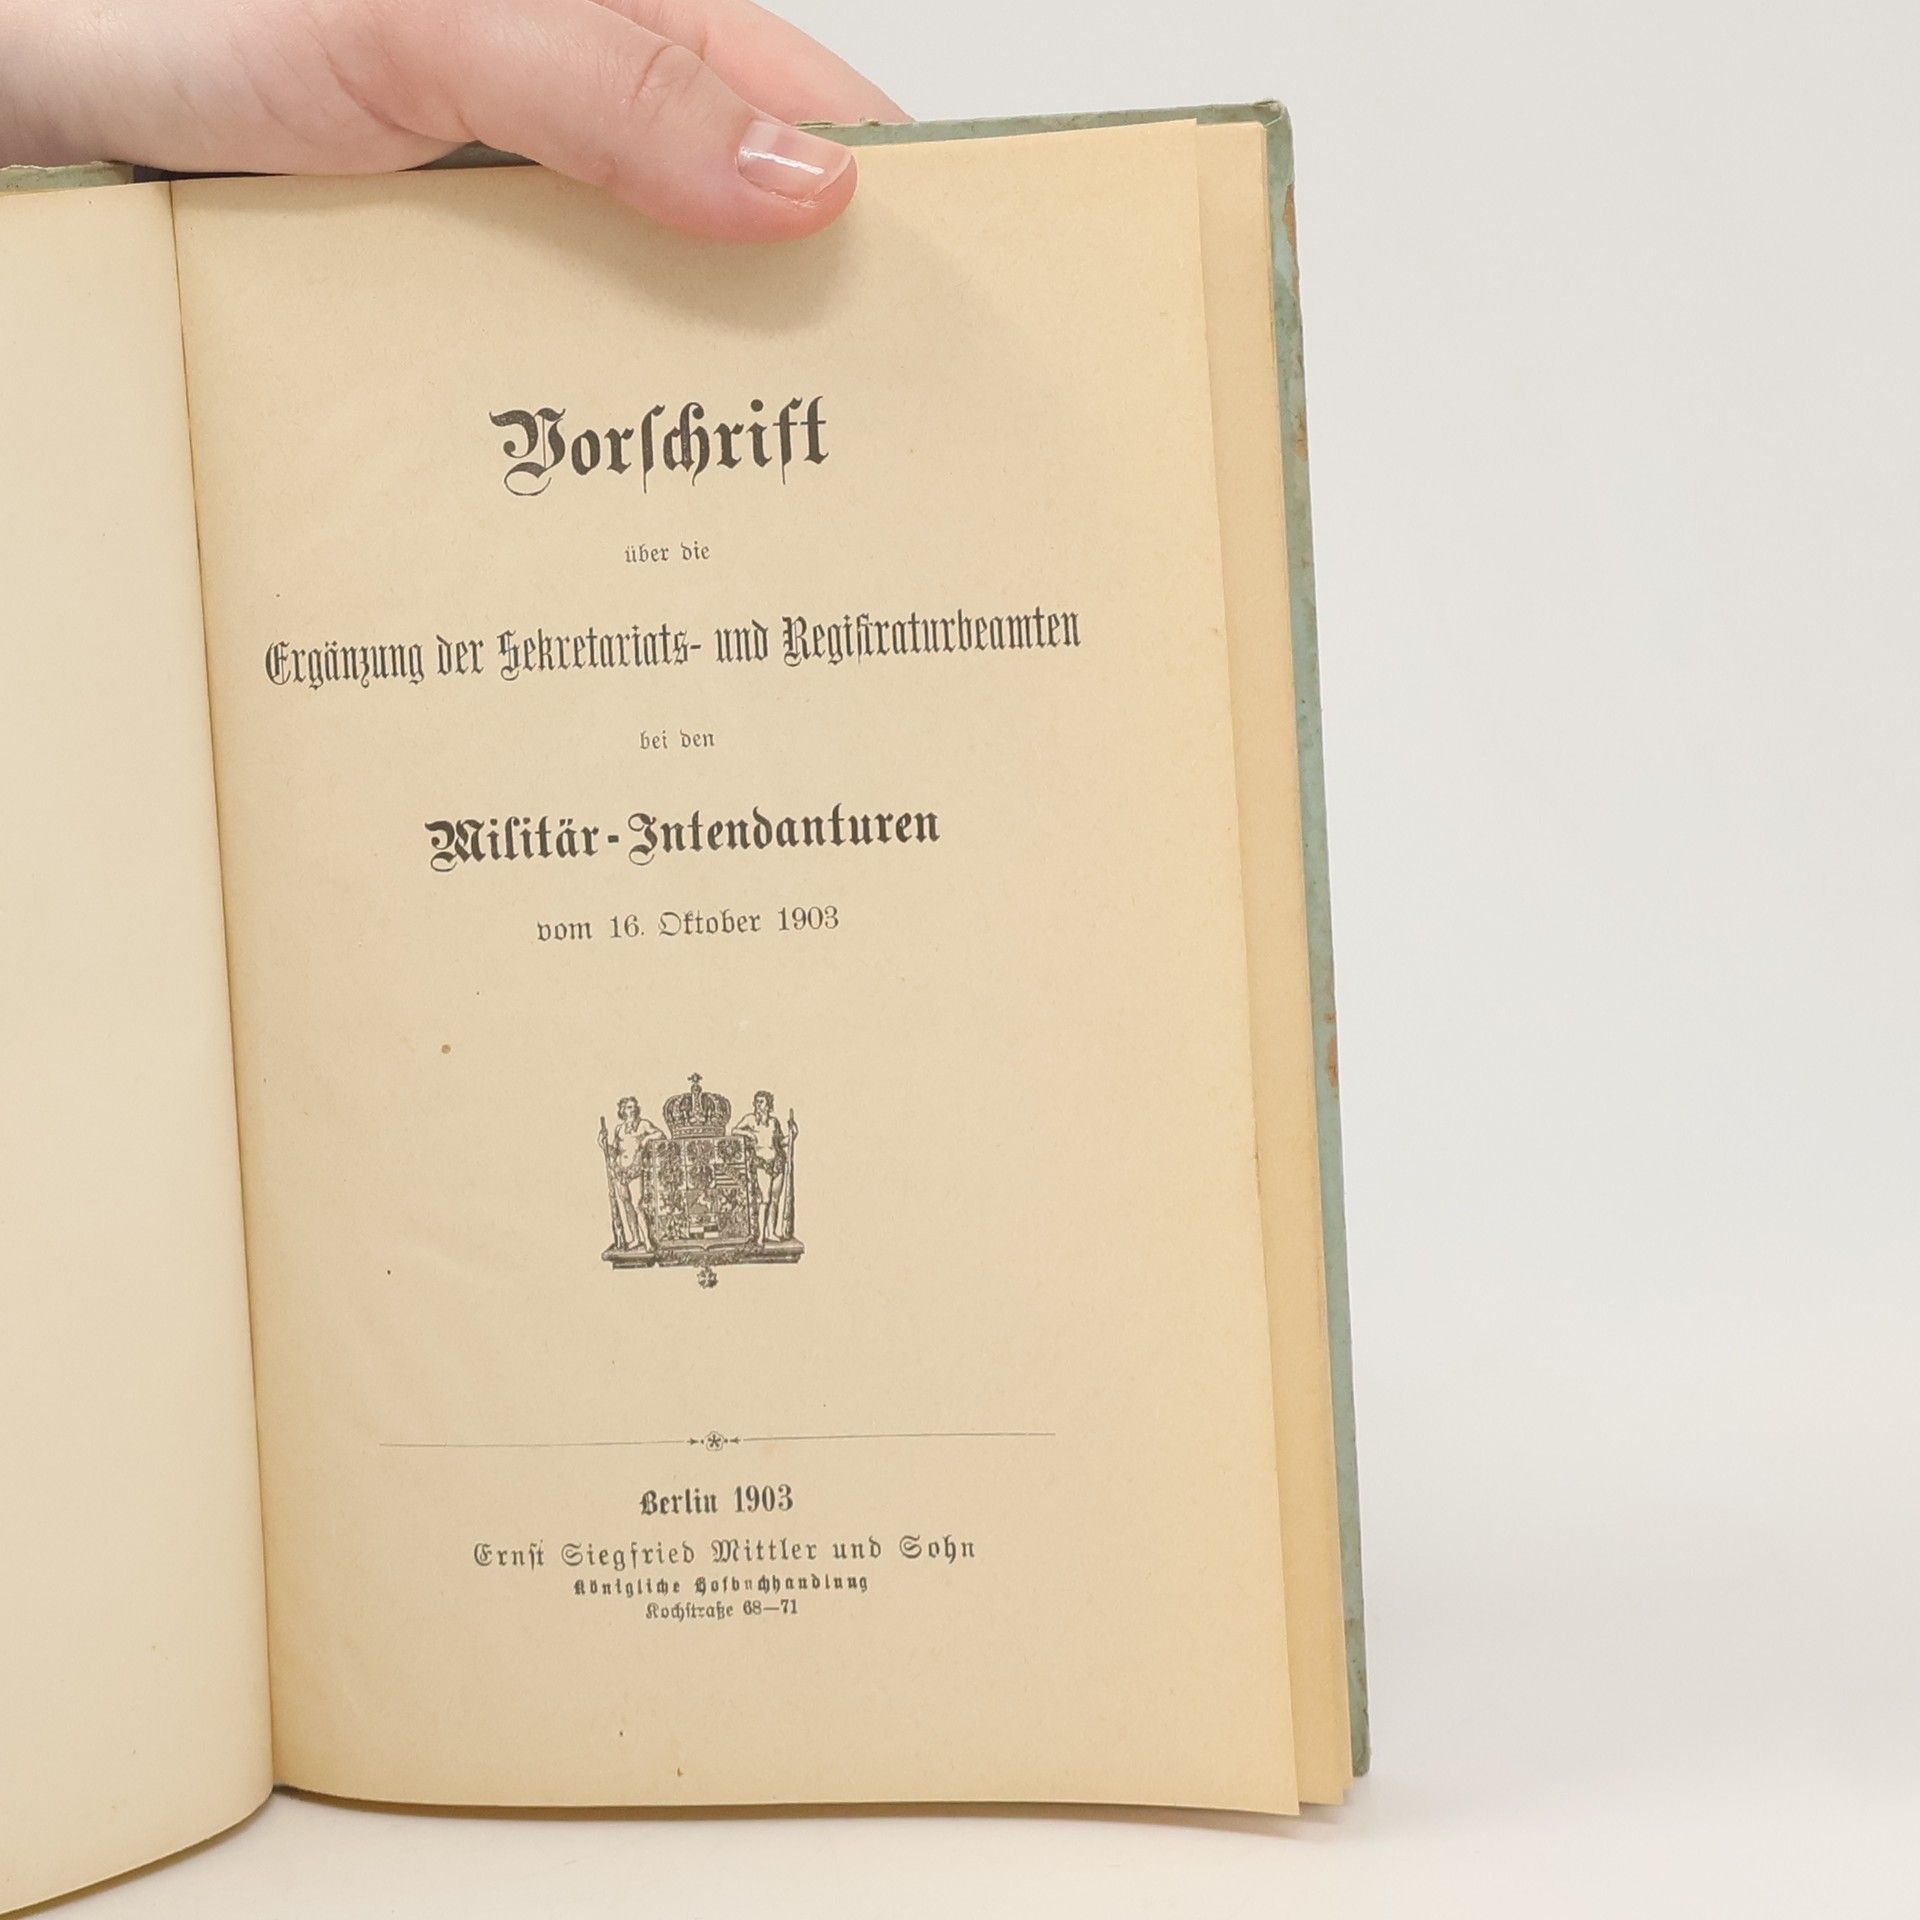 Vorſchrift
über die
Ergänzung der Sekretariats- und Regiſtraturbeamten
bei den
Militär-Intendanturen
vom 16. Oktober 1903
Berlin 1903
Ernſt Siegfried Mittler und Sohn
Königliche Hofbuchhandlung
Kochſtraße 68—71